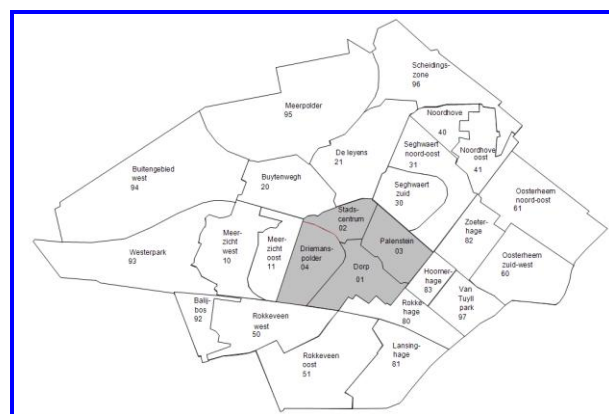 Scheidings-
zone
96
Meerpolder
95
Noordhove
40
De leyens
21
Seghwaert
noord-oost
31
Noordhove
oost
41
Buitengebied
west
94
Buytenwegh
20
Seghwaert
zuid
30
Oosterheem
noord-oost
61
Stads-
centrum
02
Zoeter-
hage
82
Westerpark
93
Meer-
zicht
west
10
Meer-
zicht
oost
11
Driemans-
polder
04
Palenstein
03
Dorp
01
Oosterheem
zuid-west
60
Hoorner-
hage
83
Van
Tuyll
park
97
Balij-
bos
92
Rokkeveen
west
50
Rokke
hage
80
Rokkeveen
oost
51
Lansing-
hage
81